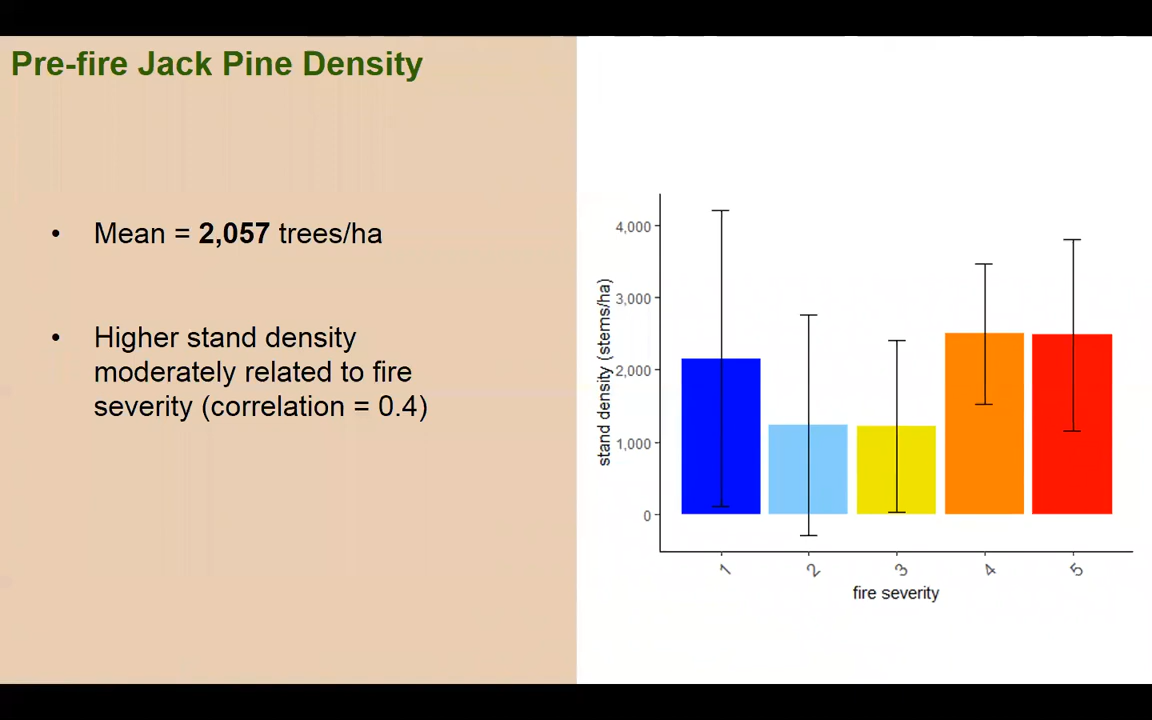 Pre-fire Jack Pine Density
• Mean = 2,057 trees/ha
• Higher stand density
moderately related to fire
severity (correlation = 0.4)
stand density (stems/ha)
4,000
3,000
2,000
1,000
0
1 2 3 4 5
fire severity